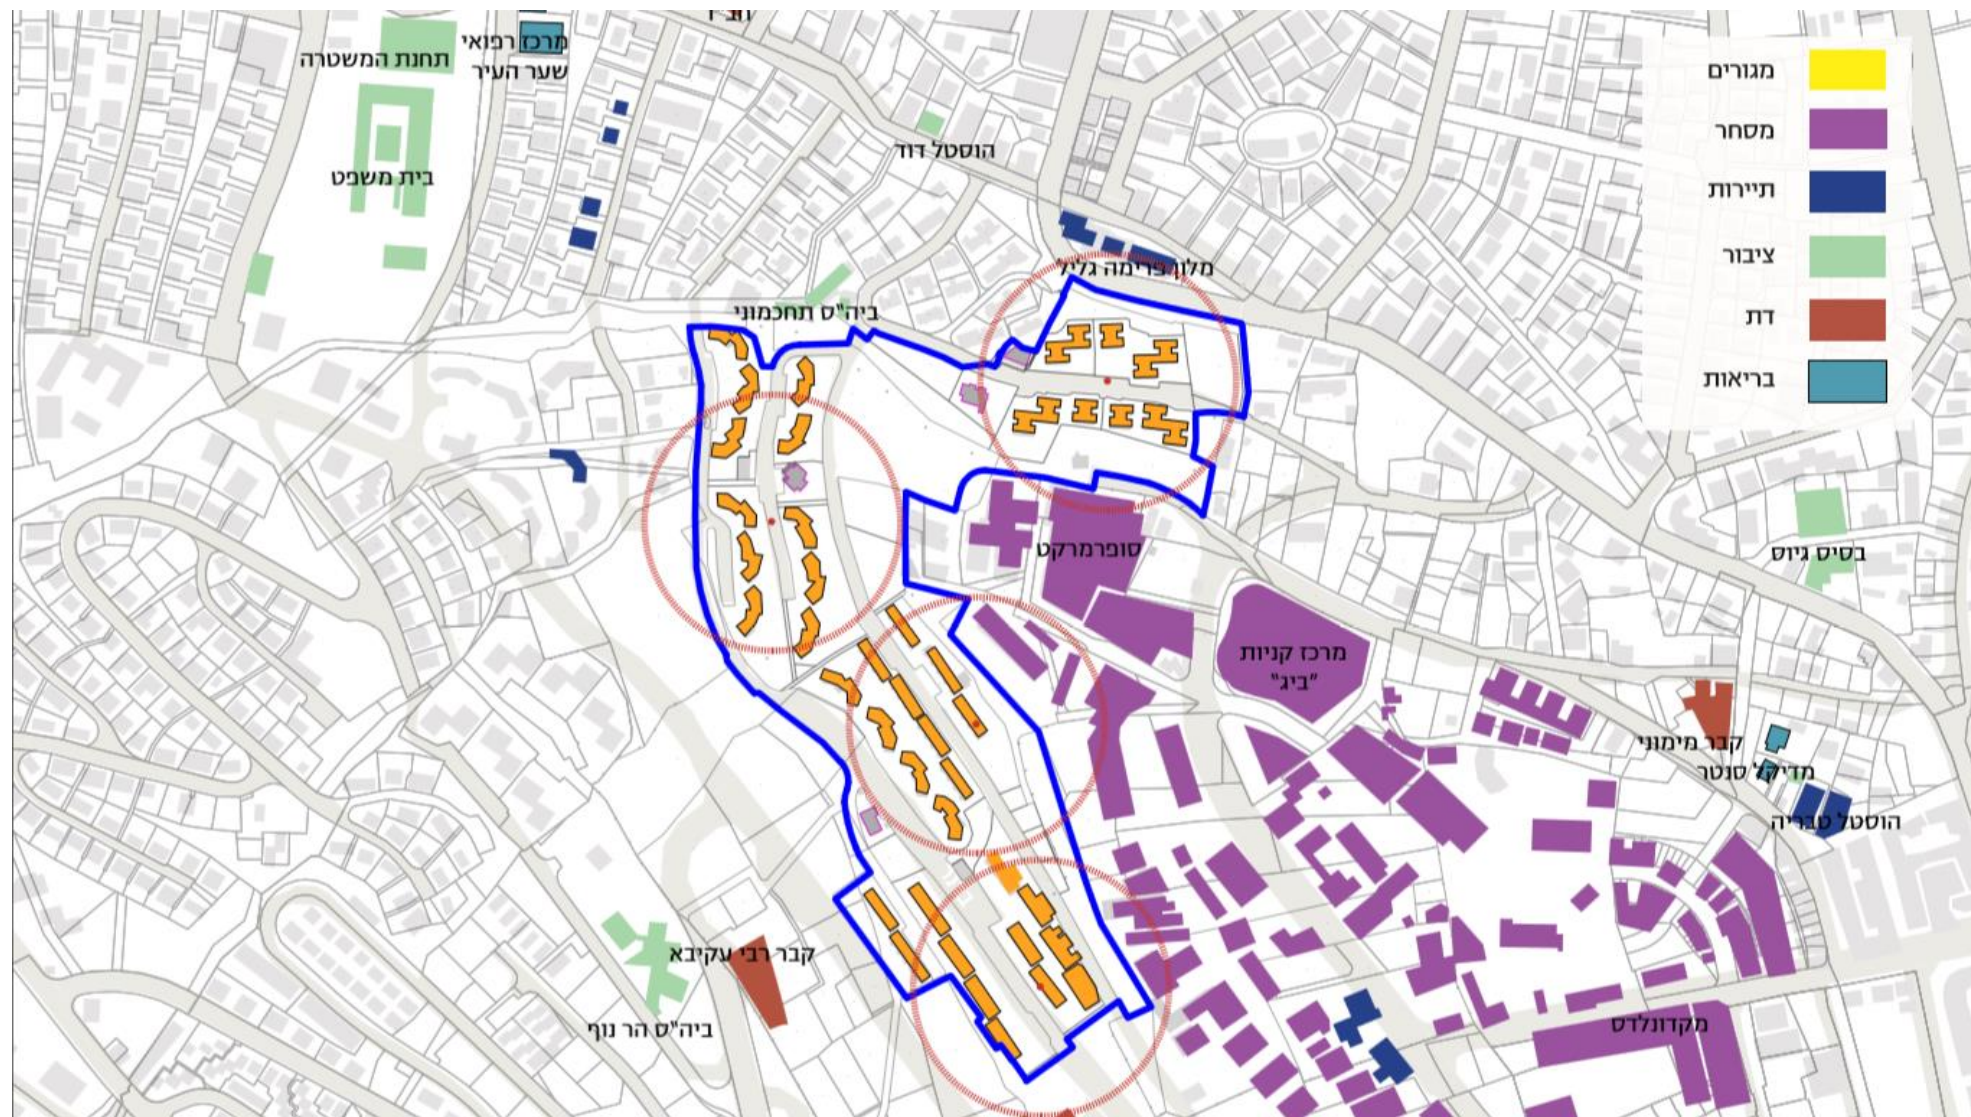 מרכז רפואי
שער העיר
תחנת המשטרה
בית משפט
הוסטל דוד
מלון פרימה גליל
ביה"ס תחכמוני
מגורים
מסחר
תיירות
ציבור
דת
בריאות
סופרמרקט
בסיס גיוס
מרכז קניות
"ביג"
קבר מימוני
מדיקל סנטר
הוסטל טבריה
קבר רבי עקיבא
ביה"ס הר נוף
מקדונלדס